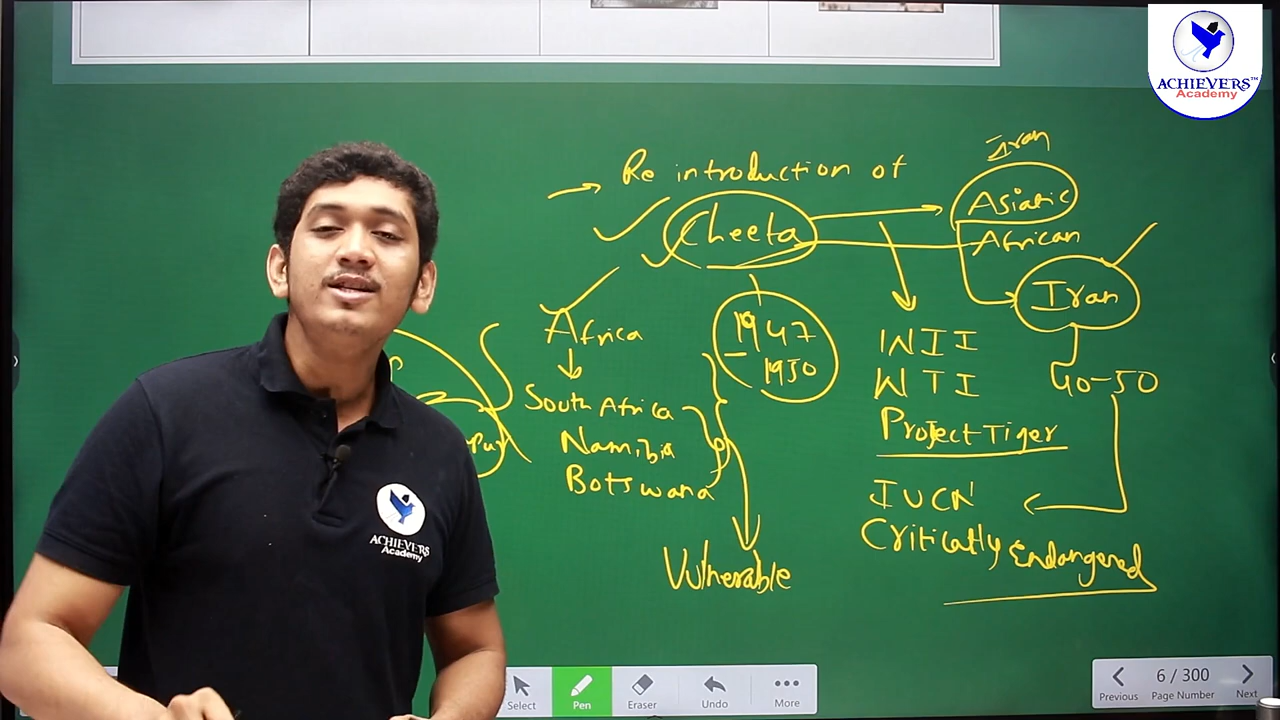 ACHIEVERS™
Academy
Iran
Re introduction of
Asiatic
Cheeta
African
Iran
Africa
1947
1950
WII
WTI
40-50
South Africa
Project Tiger
Namibia
Botswana
IUCN
Critically Endangered
Vulnerable
ACHIEVERS
Academy
Select
Pen
Eraser
Undo
More
Previous
6 / 300
Page Number
Next